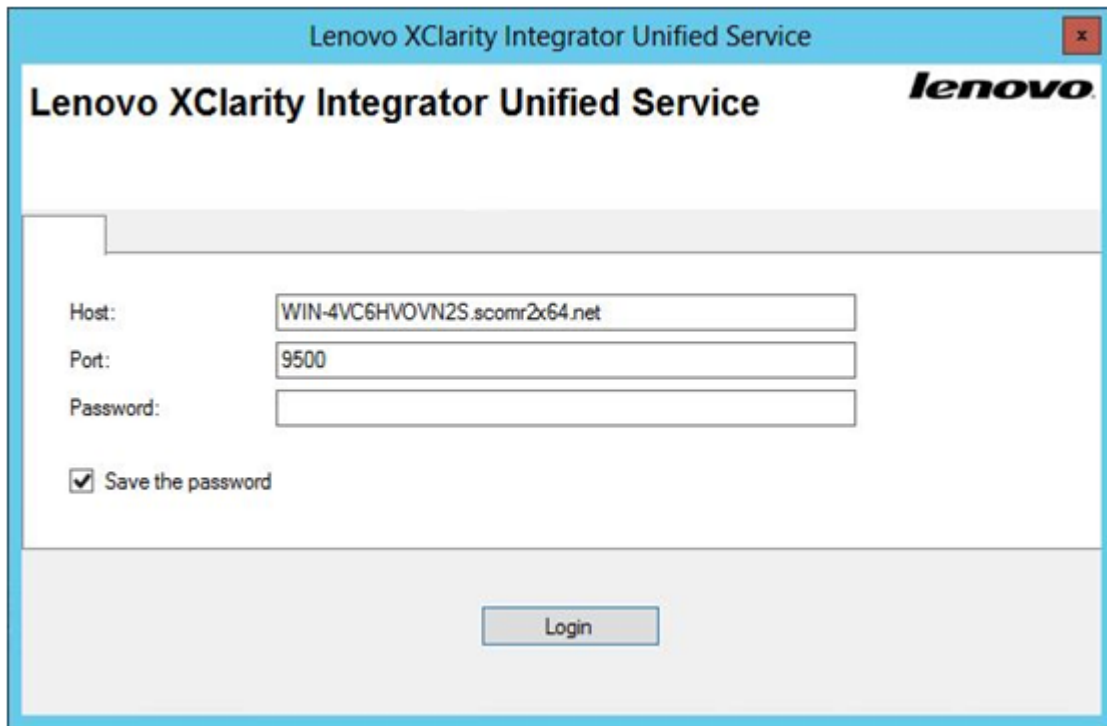 Lenovo XClarity Integrator Unified Service
x
Lenovo XClarity Integrator Unified Service
lenovo
Host: WIN-4VC6HVOVN2S.scomr2x64.net
Port: 9500
Password:
Save the password
Login